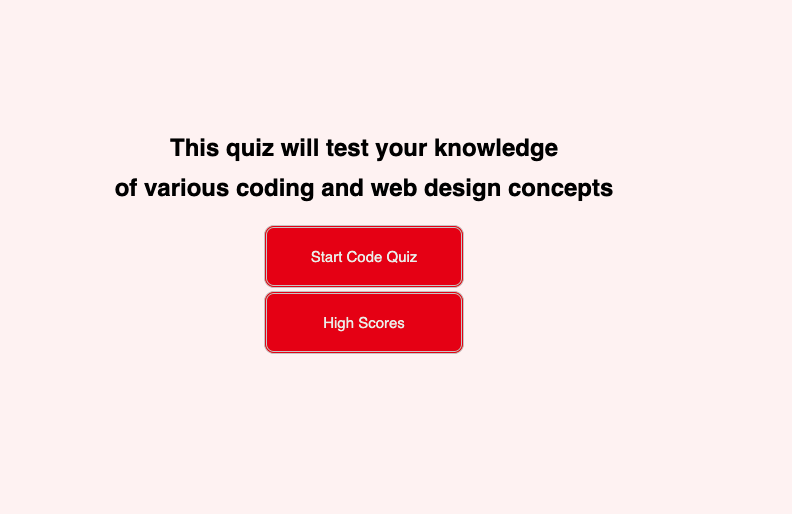 This quiz will test your knowledge
of various coding and web design concepts
Start Code Quiz
High Scores